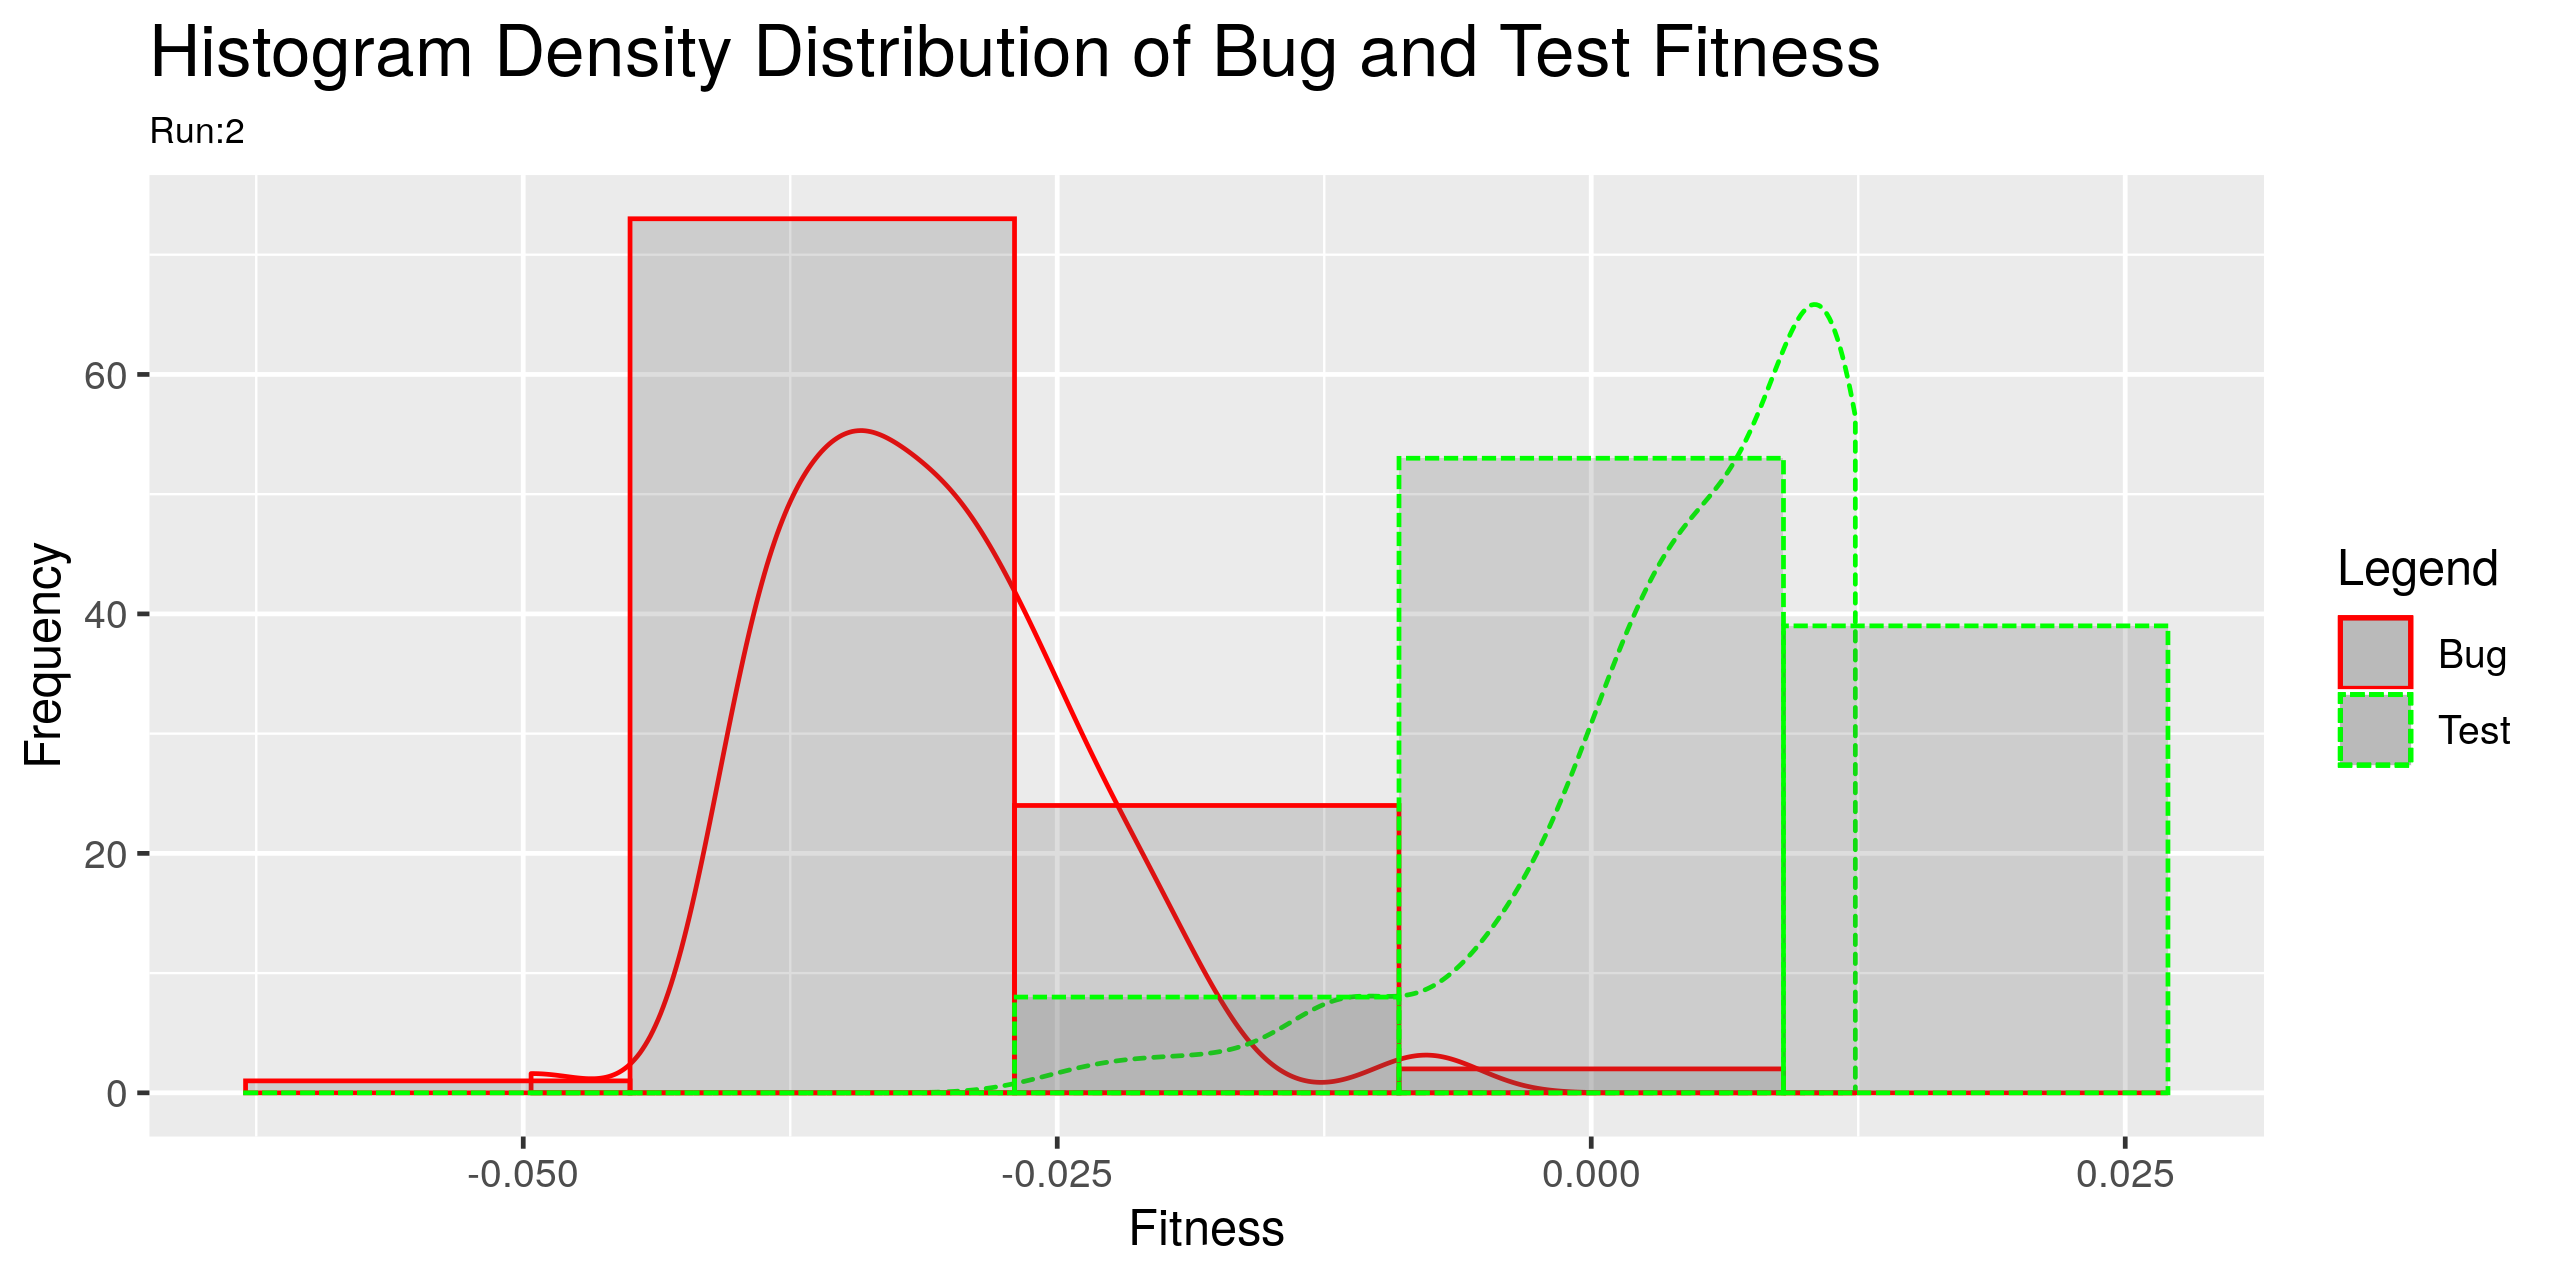 Histogram Density Distribution of Bug and Test Fitness
Run:2
Frequency
60
40
20
0
-0.050
-0.025
0.000
0.025
Fitness
Legend
Bug
Test